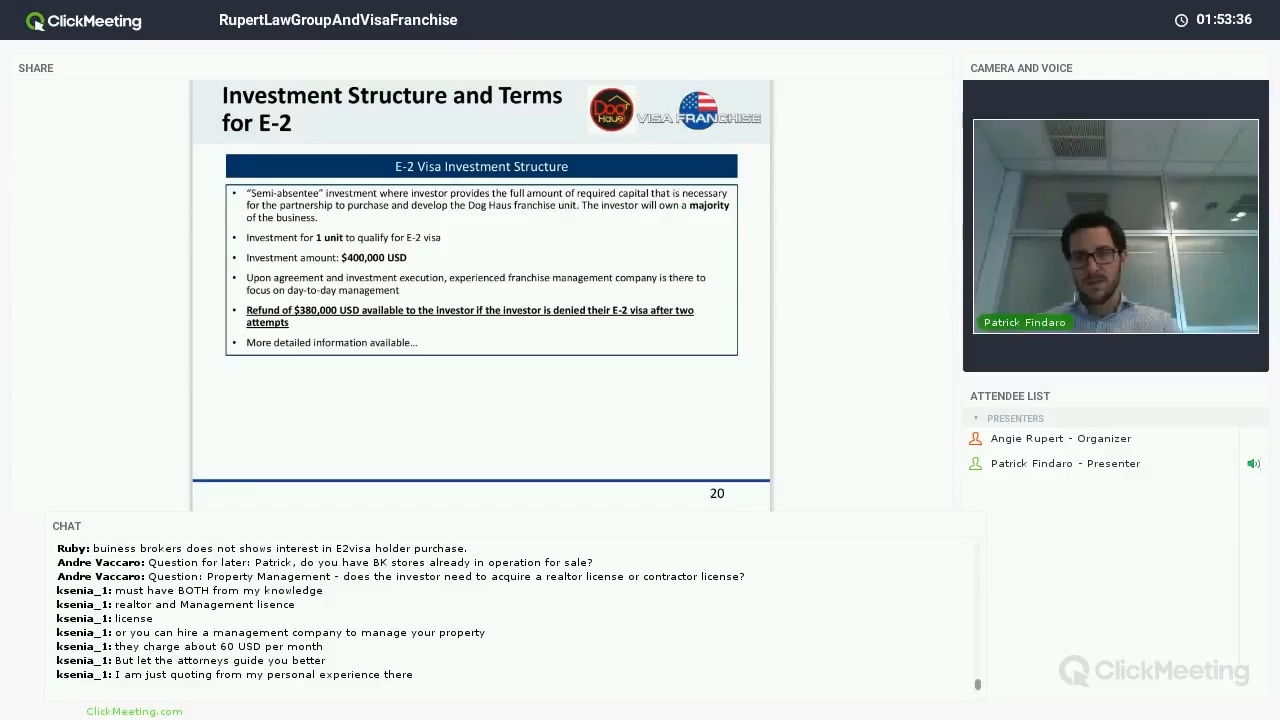 ClickMeeting
RupertLawGroupAndVisaFranchise
01:53:36
SHARE
Investment Structure and Terms
for E-2
Dog
Haus
VISA FRANCHISE
E-2 Visa Investment Structure
• "Semi-absentee" investment where investor provides the full amount of required capital that is necessary
for the partnership to purchase and develop the Dog Haus franchise unit. The investor will own a majority
of the business.
• Investment for 1 unit to qualify for E-2 visa
• Investment amount: $400,000 USD
• Upon agreement and investment execution, experienced franchise management company is there to
focus on day-to-day management
• Refund of $380,000 USD available to the investor if the investor is denied their E-2 visa after two
attempts
• More detailed information available...
20
CAMERA AND VOICE
Patrick Findaro
ATTENDEE LIST
PRESENTERS
Angie Rupert - Organizer
Patrick Findaro - Presenter
CHAT
Ruby: buiness brokers does not shows interest in E2visa holder purchase.
Andre Vaccaro: Question for later: Patrick, do you have BK stores already in operation for sale?
Andre Vaccaro: Question: Property Management - does the investor need to acquire a realtor license or contractor license?
ksenia_1: must have BOTH from my knowledge
ksenia_1: realtor and Management lisence
ksenia_1: license
ksenia_1: or you can hire a management company to manage your property
ksenia_1: they charge about 60 USD per month
ksenia_1: But let the attorneys guide you better
ksenia_1: I am just quoting from my personal experience there
ClickMeeting
ClickMeeting.com